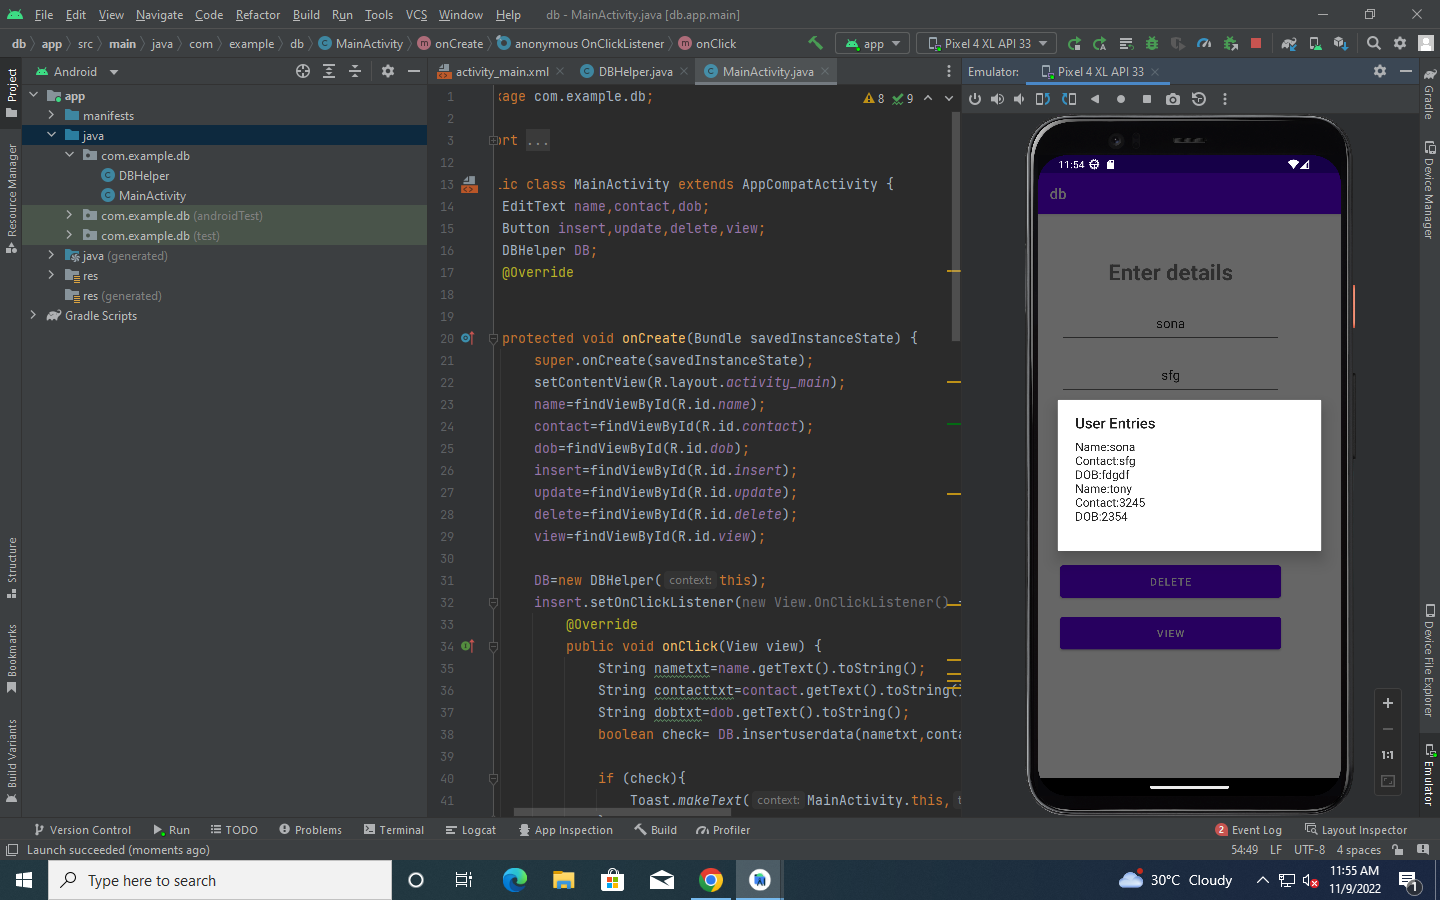 File Edit View Navigate Code Refactor Build Run Tools VCS Window Help db - MainActivity.java [db.app.main]
db app src main java com example db MainActivity onCreate anonymous OnClickListener onClick app Pixel 4 XL API 33
Android activity_main.xml DBHelper.java MainActivity.java Emulator: Pixel 4 XL API 33
Project
Resource Manager
Structure
Bookmarks
Build Variants
app
manifests
java
com.example.db
DBHelper
MainActivity
com.example.db (androidTest)
com.example.db (test)
java (generated)
res
res (generated)
Gradle Scripts
8 9
1 kage com.example.db;
2
3 ort ...
12
13 lic class MainActivity extends AppCompatActivity {
14 EditText name,contact,dob;
15 Button insert,update,delete,view;
16 DBHelper DB;
17 @Override
18
19
20 protected void onCreate(Bundle savedInstanceState) {
21 super.onCreate(savedInstanceState);
22 setContentView(R.layout.activity_main);
23 name=findViewById(R.id.name);
24 contact=findViewById(R.id.contact);
25 dob=findViewById(R.id.dob);
26 insert=findViewById(R.id.insert);
27 update=findViewById(R.id.update);
28 delete=findViewById(R.id.delete);
29 view=findViewById(R.id.view);
30
31 DB=new DBHelper( context: this);
32 insert.setOnClickListener(new View.OnClickListener()
33 @Override
34 public void onClick(View view) {
35 String nametxt=name.getText().toString();
36 String contacttxt=contact.getText().toString()
37 String dobtxt=dob.getText().toString();
38 boolean check= DB.insertuserdata(nametxt,conta
39
40 if (check){
41 Toast.makeText( context: MainActivity.this,
11:54
db
Enter details
sona
sfg
User Entries
Name:sona
Contact:sfg
DOB:fdgdf
Name:tony
Contact:3245
DOB:2354
DELETE
VIEW
1:1
Gradle
Device Manager
Device File Explorer
Emulator
Version Control Run TODO Problems Terminal Logcat App Inspection Build Profiler 2 Event Log Layout Inspector
Launch succeeded (moments ago) 54:49 LF UTF-8 4 spaces
Type here to search 30°C Cloudy 11:55 AM
11/9/2022
1